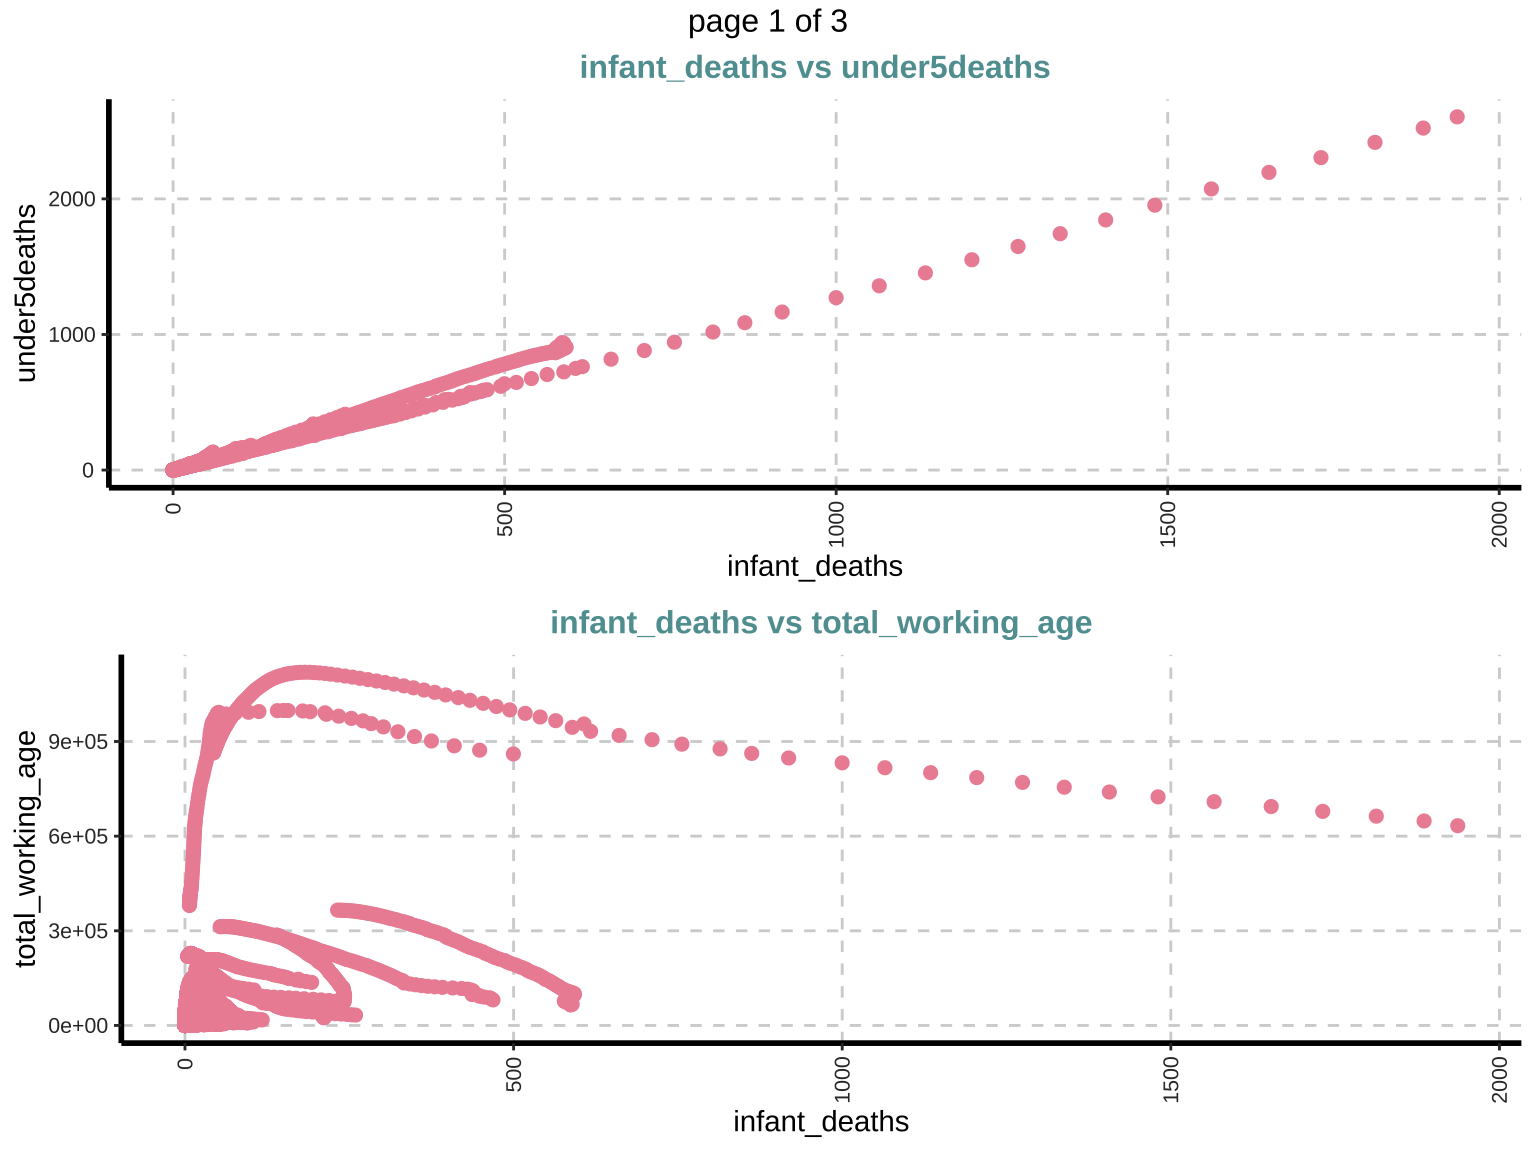 page 1 of 3
infant_deaths vs under5deaths
under5deaths
2000
1000
0
0
500
1000
1500
2000
infant_deaths
infant_deaths vs total_working_age
total_working_age
9e+05
6e+05
3e+05
0e+00
0
500
1000
1500
2000
infant_deaths